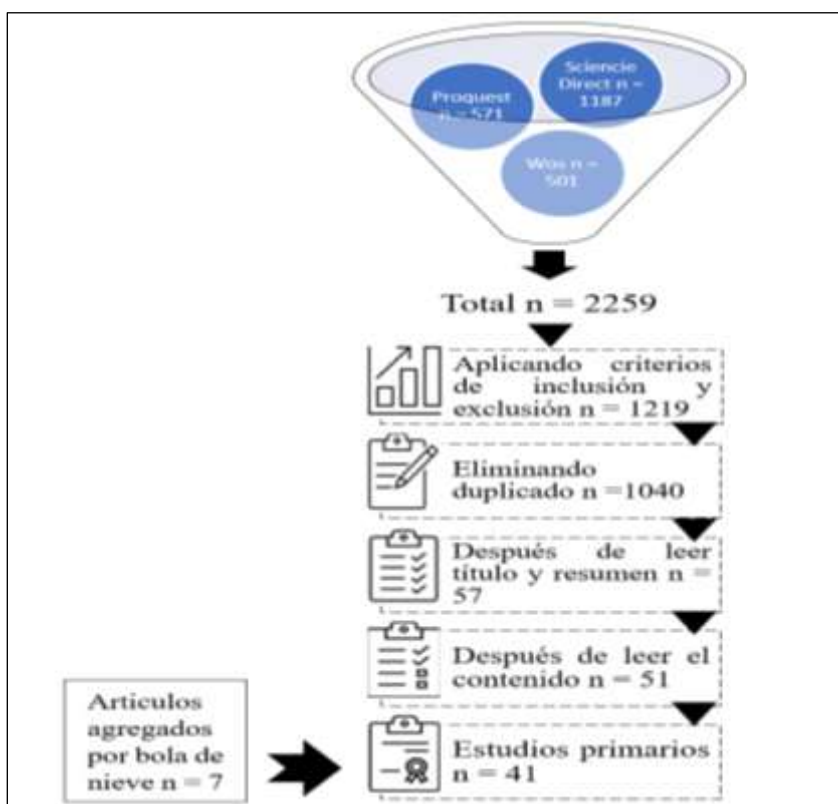 Sciencie
Direct n =
1187
Proquest
n = 571
Wos n =
501
Total n = 2259
Aplicando criterios
de inclusión y
exclusión n = 1219
Eliminando
duplicado n =1040
Después de leer
título y resumen n =
57
Después de leer el
contenido n = 51
Artículos
agregados
por bola de
nieve n = 7
Estudios primarios
n = 41